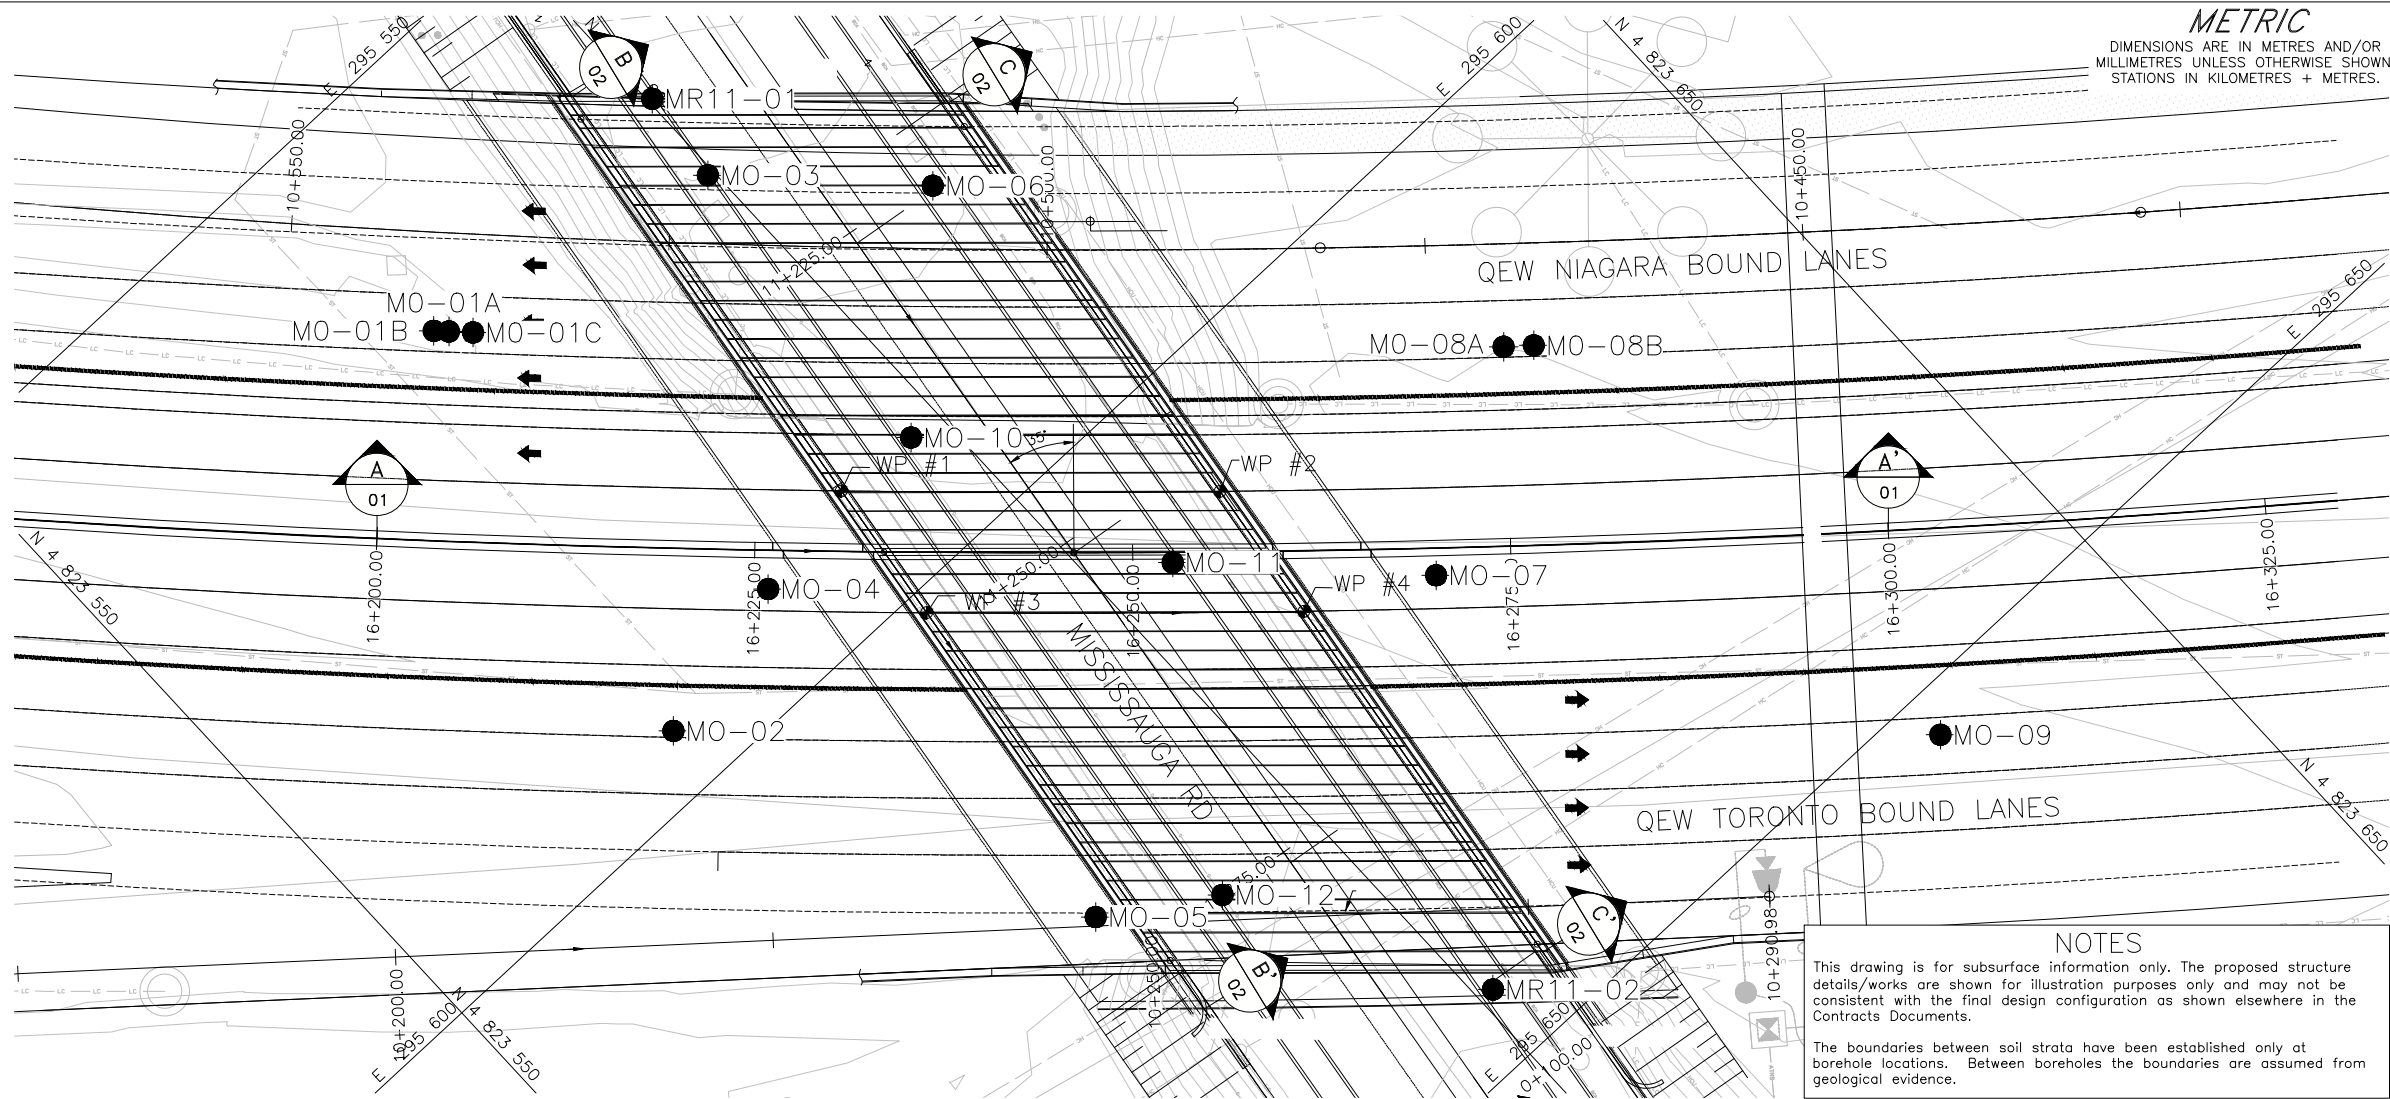 METRIC
DIMENSIONS ARE IN METRES AND/OR
MILLIMETRES UNLESS OTHERWISE SHOWN
STATIONS IN KILOMETRES + METRES.
E 295 550
B
02
C
02
E 295 600
N 4 823 650
MR11-01
10+550.00
MO-03
MO-06
10+450.00
11+225.00
QEW NIAGARA BOUND LANES
E 295 650
MO-01A
MO-01B
MO-01C
MO-08A
MO-08B
MO-10
35°
A
01
WP #1
WP #2
A'
01
N 4 823 550
16+200.00
16+225.00
MO-04
MO-11
16+250.00
MO-07
16+300.00
16+325.00
WP #3
WP #4
MISSISSAUGA RD
MO-02
MO-09
N 4 823 650
QEW TORONTO BOUND LANES
MO-12
MO-05
C'
02
B'
02
10+290.98
MR11-02
10+200.00
E 295 600
N 4 823 550
E 295 650
NOTES
This drawing is for subsurface information only. The proposed structure
details/works are shown for illustration purposes only and may not be
consistent with the final design configuration as shown elsewhere in the
Contracts Documents.
The boundaries between soil strata have been established only at
borehole locations. Between boreholes the boundaries are assumed from
geological evidence.